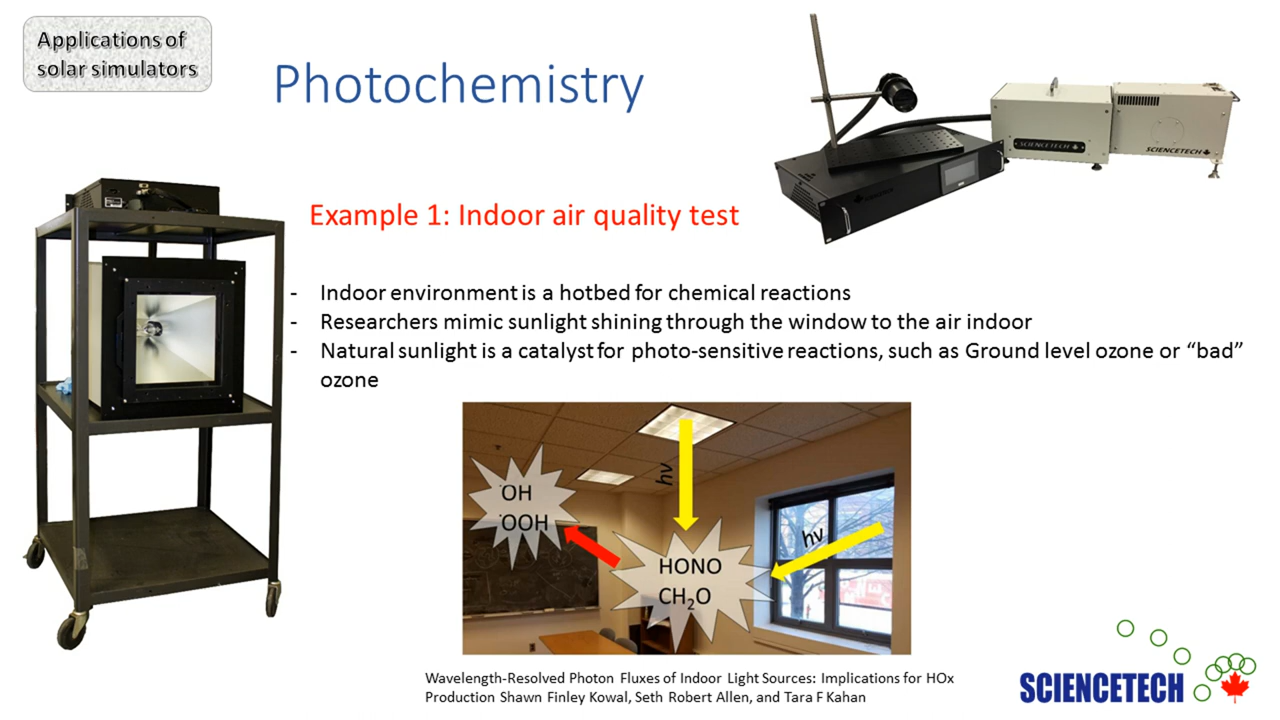 Applications of
solar simulators
Photochemistry
SCIENCETECH
SCIENCETECH
SCIENCETECH
Example 1: Indoor air quality test
- Indoor environment is a hotbed for chemical reactions
- Researchers mimic sunlight shining through the window to the air indoor
- Natural sunlight is a catalyst for photo-sensitive reactions, such as Ground level ozone or “bad”
ozone
hv
˙OH
˙OOH
hv
HONO
CH₂O
Wavelength-Resolved Photon Fluxes of Indoor Light Sources: Implications for HOx
Production Shawn Finley Kowal, Seth Robert Allen, and Tara F Kahan
SCIENCETECH